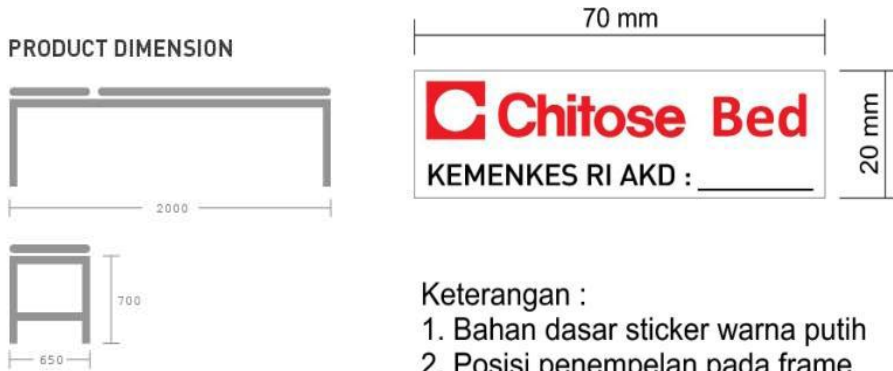 PRODUCT DIMENSION
2000
700
650
70 mm
Chitose Bed
KEMENKES RI AKD : ________
20 mm
Keterangan :
1. Bahan dasar sticker warna putih
2. Posisi penempelan pada frame